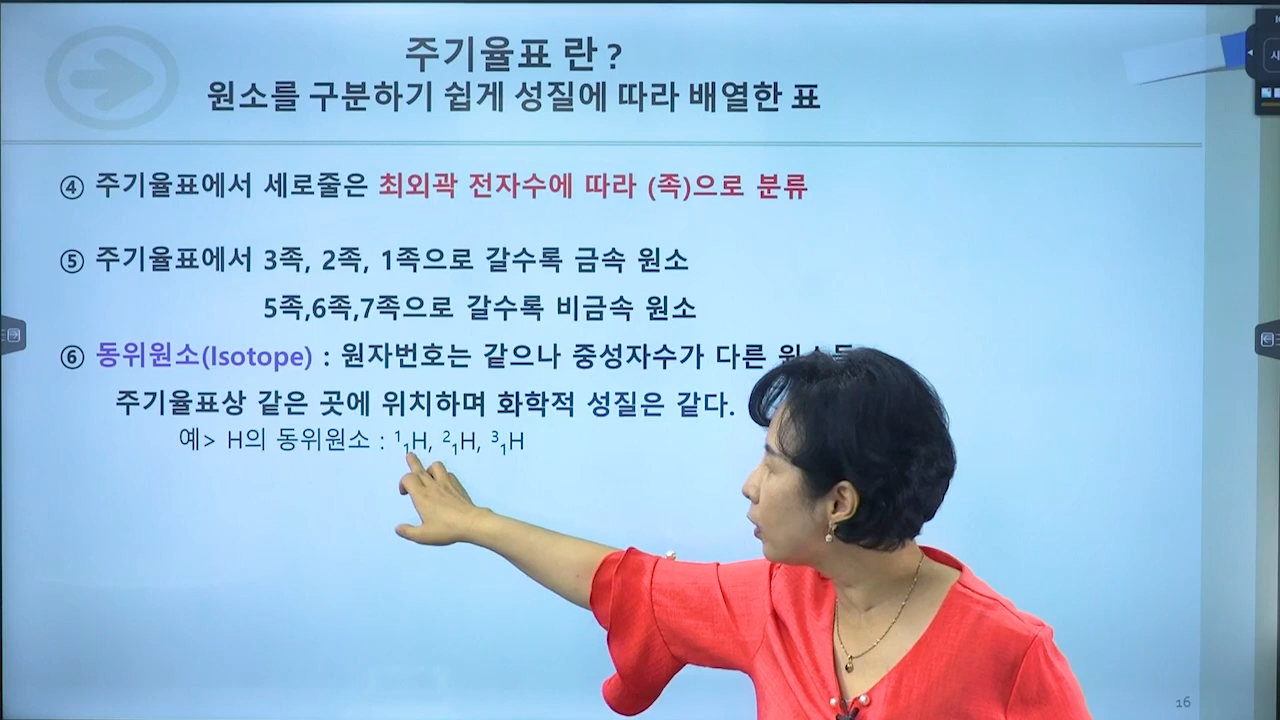 주기율표 란 ?
원소를 구분하기 쉽게 성질에 따라 배열한 표
④ 주기율표에서 세로줄은 최외곽 전자수에 따라 (족)으로 분류
⑤ 주기율표에서 3족, 2족, 1족으로 갈수록 금속 원소
5족,6족,7족으로 갈수록 비금속 원소
⑥ 동위원소(Isotope) : 원자번호는 같으나 중성자수가 다른
주기율표상 같은 곳에 위치하며 화학적 성질은 같다.
예> H의 동위원소 : ¹₁H, ²₁H, ³₁H
16